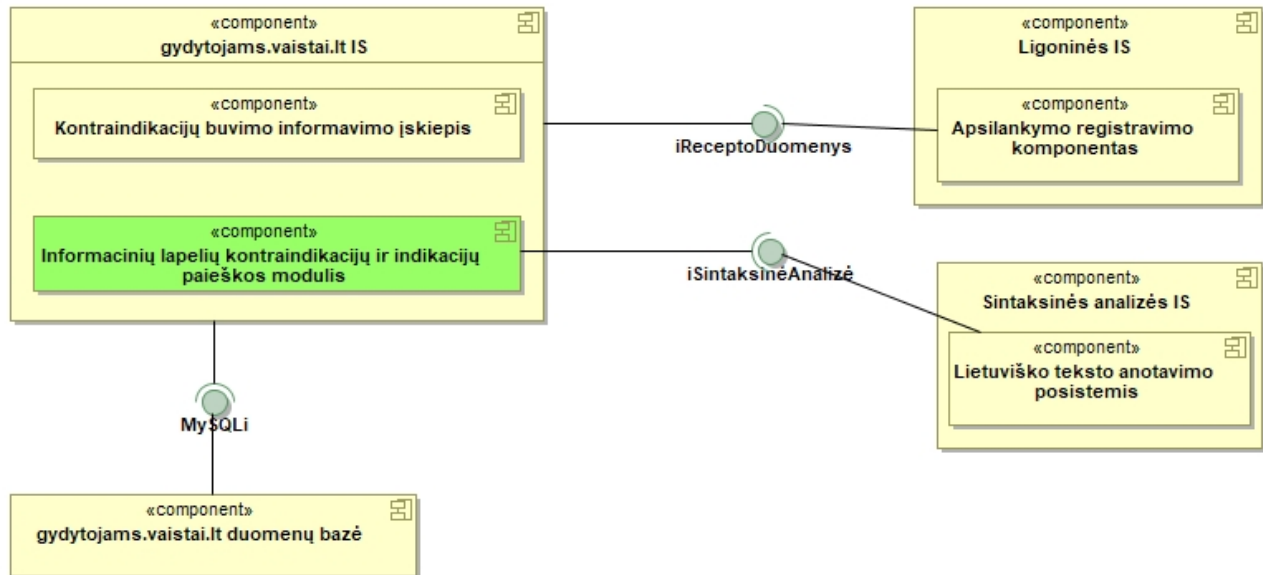 «component»
gydytojams.vaistai.lt IS
«component»
Kontraindikacijų buvimo informavimo įskiepis
«component»
Informacinių lapelių kontraindikacijų ir indikacijų
paieškos modulis
iReceptoDuomenys
«component»
Ligoninės IS
«component»
Apsilankymo registravimo
komponentas
iSintaksinėAnalizė
«component»
Sintaksinės analizės IS
«component»
Lietuviško teksto anotavimo
posistemis
MySQLi
«component»
gydytojams.vaistai.lt duomenų bazė